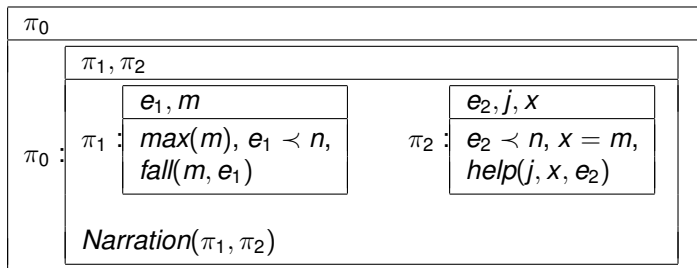 π0
π1, π2
e1, m
e2, j, x
π0 : π1 : max(m), e1 ≺ n, π2 : e2 ≺ n, x = m,
fall(m, e1) help(j, x, e2)
Narration(π1, π2)